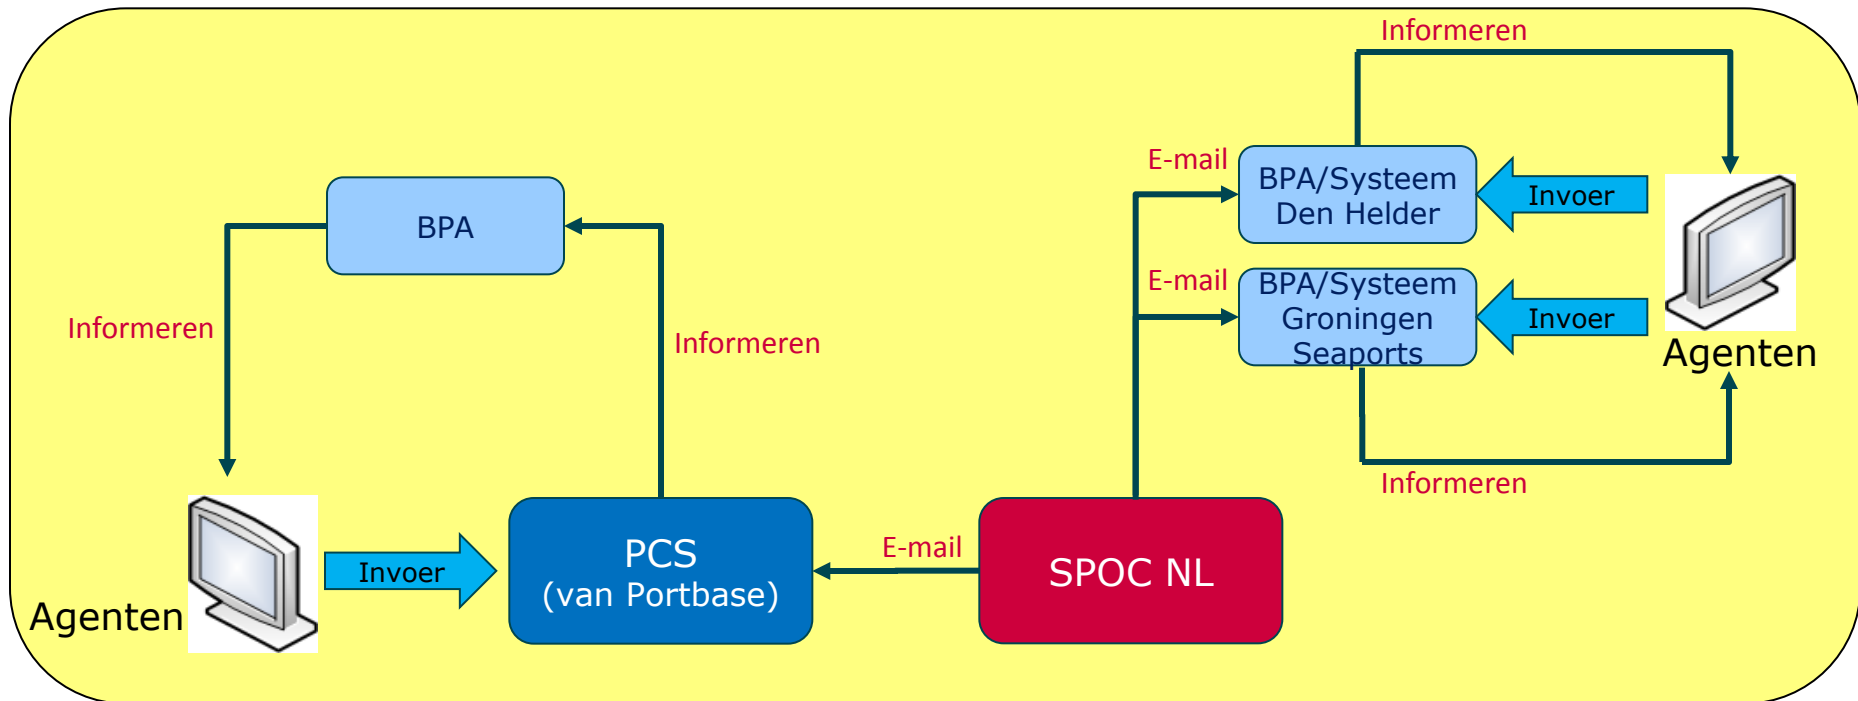 Informeren
E-mail
BPA/Systeem
Den Helder
Invoer
BPA
E-mail
BPA/Systeem
Groningen
Seaports
Invoer
Agenten
Informeren
Informeren
Informeren
Agenten
Invoer
PCS
(van Portbase)
E-mail
SPOC NL